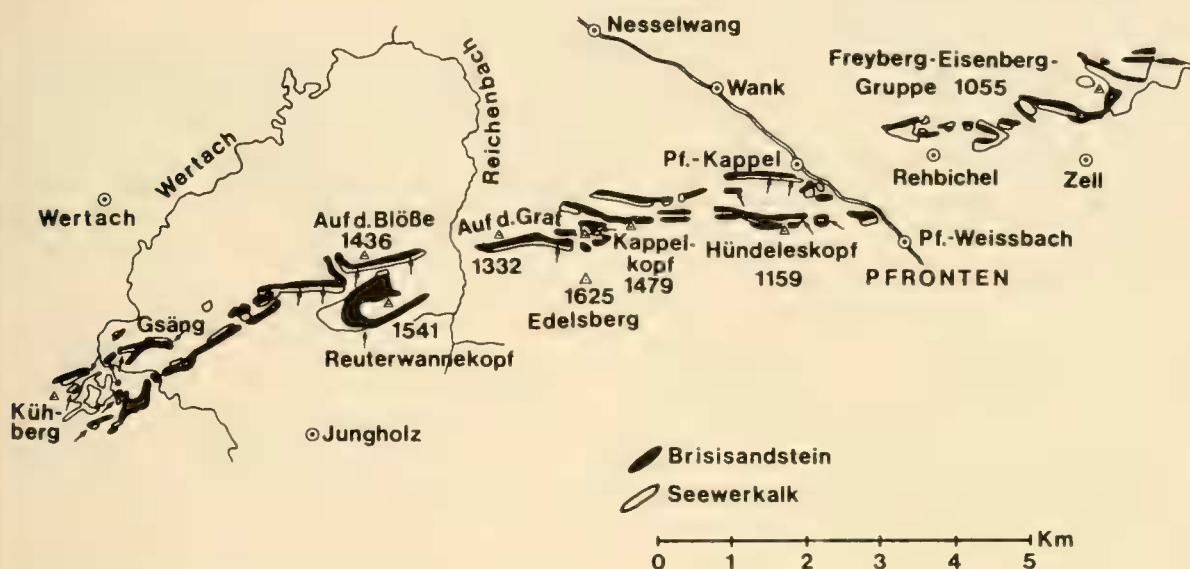 Nesselwang
Wank
Freyberg-Eisenberg-
Gruppe 1055
Reichenbach
Wertach
Wertach
Pf.-Kappel
Rehbichel
Zell
Auf d. Blöße
1436
Auf d. Grat
1332
Kappel-
kopf
1479
Hündeleskopf
1159
Pf.-Weissbach
PFRONTEN
1625
Edelsberg
Gsäng
1541
Reuterwannekopf
Küh-
berg
Jungholz
Brisisandstein
Seewerkalk
Km
0 1 2 3 4 5